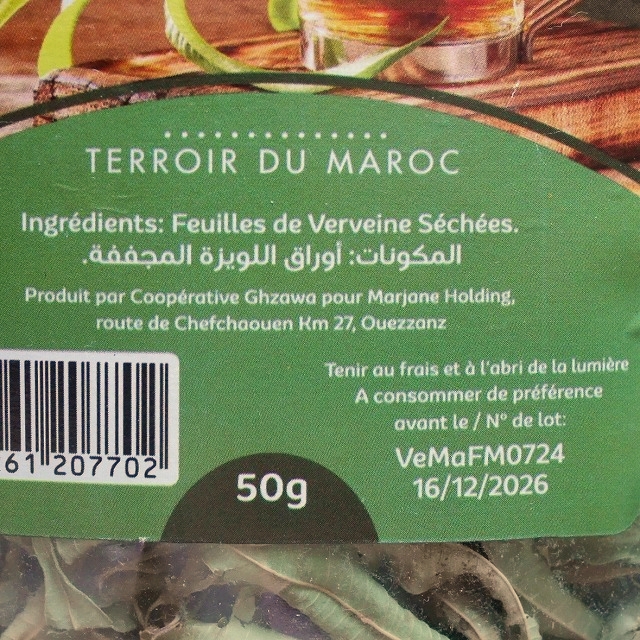 TERROIR DU MAROC
Ingrédients: Feuilles de Verveine Séchées.
المكونات: أوراق اللويزة المجففة.
Produit par Coopérative Ghzawa pour Marjane Holding,
route de Chefchaouen Km 27, Ouezzanz
Tenir au frais et à l'abri de la lumière
A consommer de préférence
avant le / N° de lot:
VeMaFM0724
16/12/2026
61 207702
50g